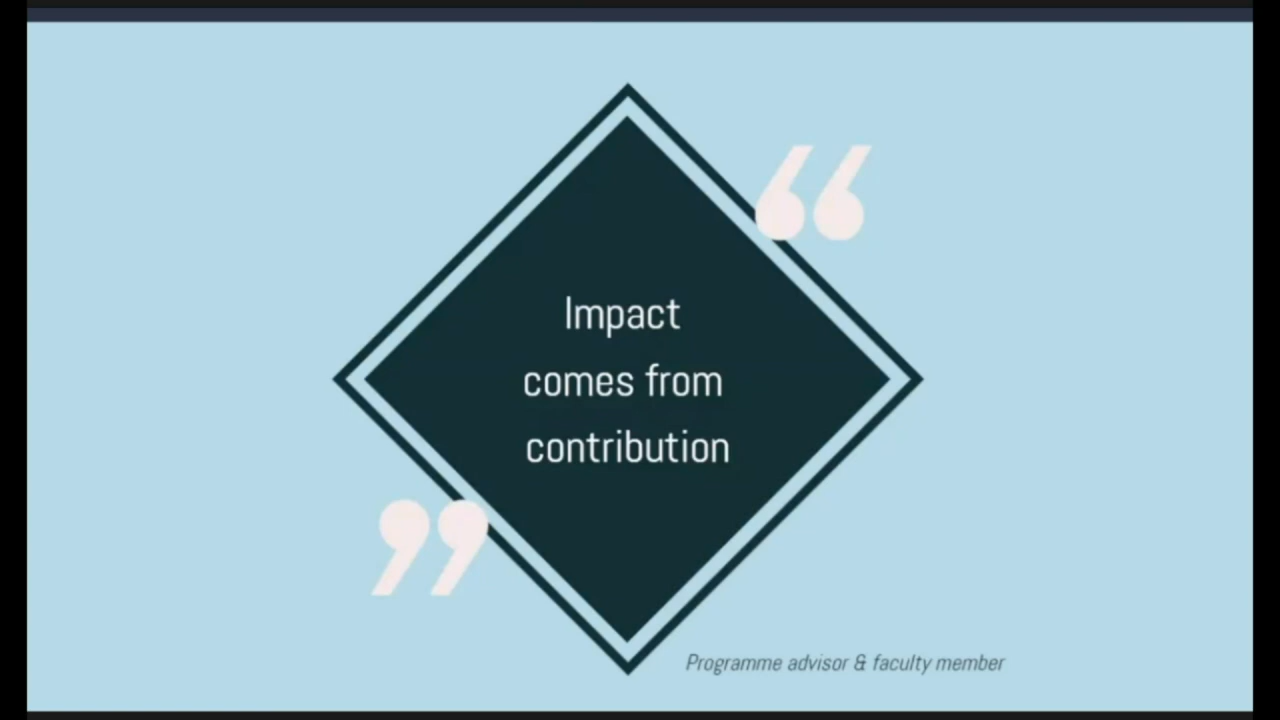 “
Impact
comes from
contribution
”
Programme advisor & faculty member